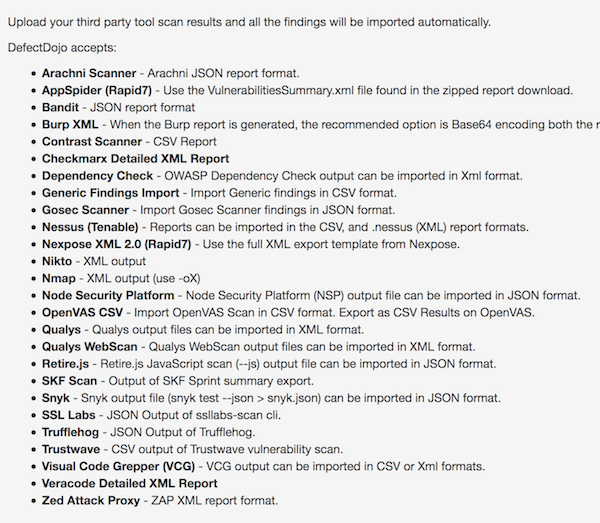 Upload your third party tool scan results and all the findings will be imported automatically.
DefectDojo accepts:
• Arachni Scanner - Arachni JSON report format.
• AppSpider (Rapid7) - Use the VulnerabilitiesSummary.xml file found in the zipped report download.
• Bandit - JSON report format
• Burp XML - When the Burp report is generated, the recommended option is Base64 encoding both the
• Contrast Scanner - CSV Report
• Checkmarx Detailed XML Report
• Dependency Check - OWASP Dependency Check output can be imported in Xml format.
• Generic Findings Import - Import Generic findings in CSV format.
• Gosec Scanner - Import Gosec Scanner findings in JSON format.
• Nessus (Tenable) - Reports can be imported in the CSV, and .nessus (XML) report formats.
• Nexpose XML 2.0 (Rapid7) - Use the full XML export template from Nexpose.
• Nikto - XML output
• Nmap - XML output (use -oX)
• Node Security Platform - Node Security Platform (NSP) output file can be imported in JSON format.
• OpenVAS CSV - Import OpenVAS Scan in CSV format. Export as CSV Results on OpenVAS.
• Qualys - Qualys output files can be imported in XML format.
• Qualys WebScan - Qualys WebScan output files can be imported in XML format.
• Retire.js - Retire.js JavaScript scan (--js) output file can be imported in JSON format.
• SKF Scan - Output of SKF Sprint summary export.
• Snyk - Snyk output file (snyk test --json > snyk.json) can be imported in JSON format.
• SSL Labs - JSON Output of ssllabs-scan cli.
• Trufflehog - JSON Output of Trufflehog.
• Trustwave - CSV output of Trustwave vulnerability scan.
• Visual Code Grepper (VCG) - VCG output can be imported in CSV or Xml formats.
• Veracode Detailed XML Report
• Zed Attack Proxy - ZAP XML report format.